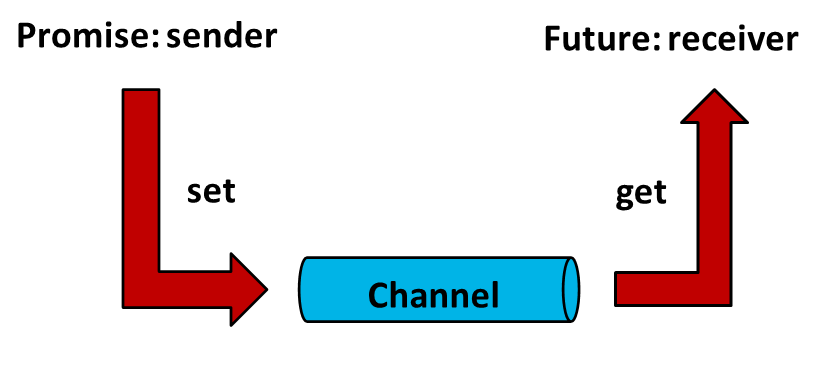 Promise: sender
Future: receiver
set
get
Channel